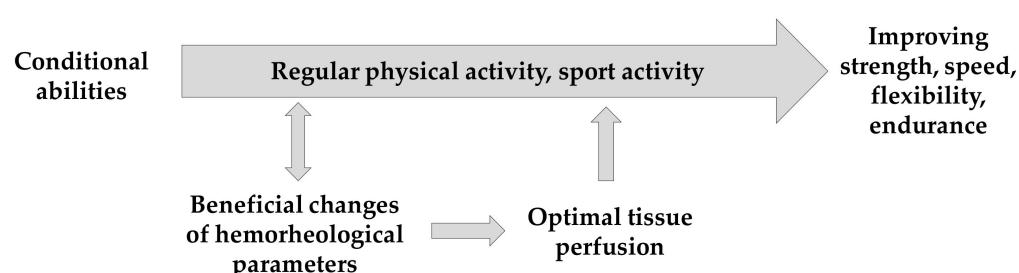 Conditional
abilities
Regular physical activity, sport activity
Improving
strength, speed,
flexibility,
endurance
Beneficial changes
of hemorheological
parameters
Optimal tissue
perfusion